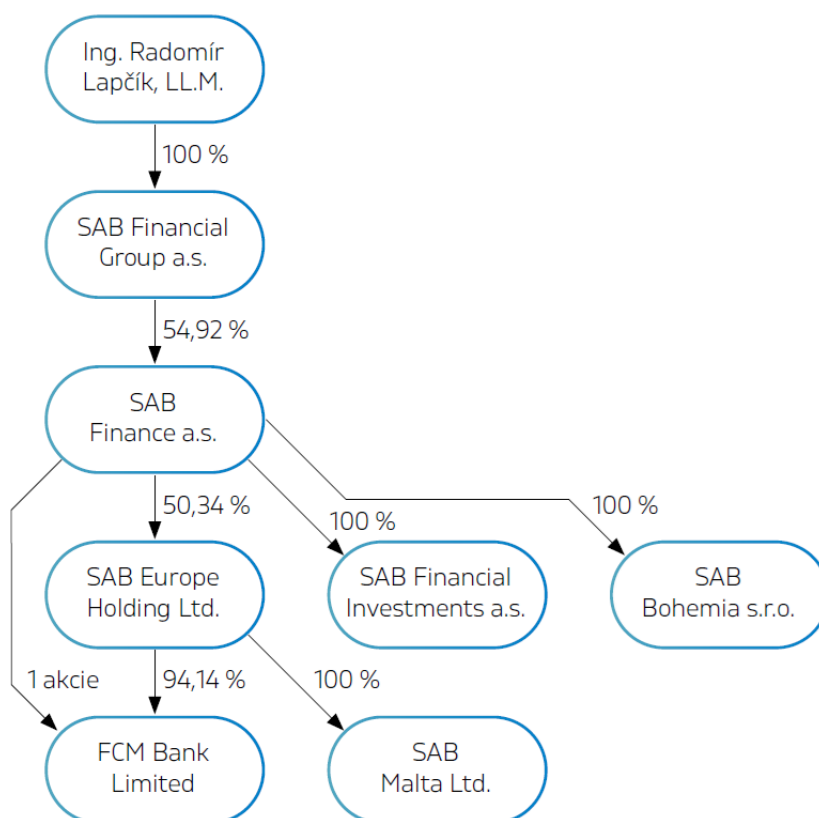 Ing. Radomír
Lapčík, LL.M.
100 %
SAB Financial
Group a.s.
54,92 %
SAB
Finance a.s.
50,34 %
100 %
100 %
SAB Europe
Holding Ltd.
SAB Financial
Investments a.s.
SAB
Bohemia s.r.o.
1 akcie
94,14 %
100 %
FCM Bank
Limited
SAB
Malta Ltd.